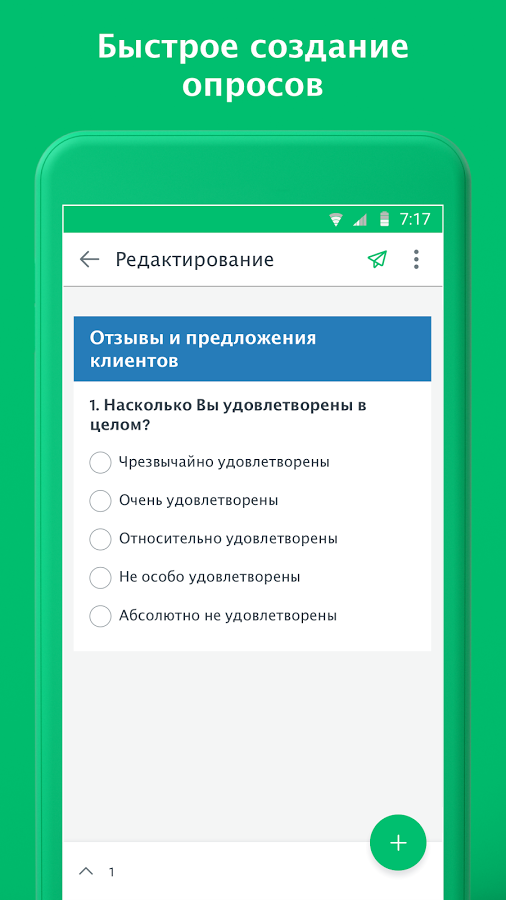 Быстрое создание
опросов
7:17
Редактирование
Отзывы и предложения
клиентов
1. Насколько Вы удовлетворены в
целом?
Чрезвычайно удовлетворены
Очень удовлетворены
Относительно удовлетворены
Не особо удовлетворены
Абсолютно не удовлетворены
1